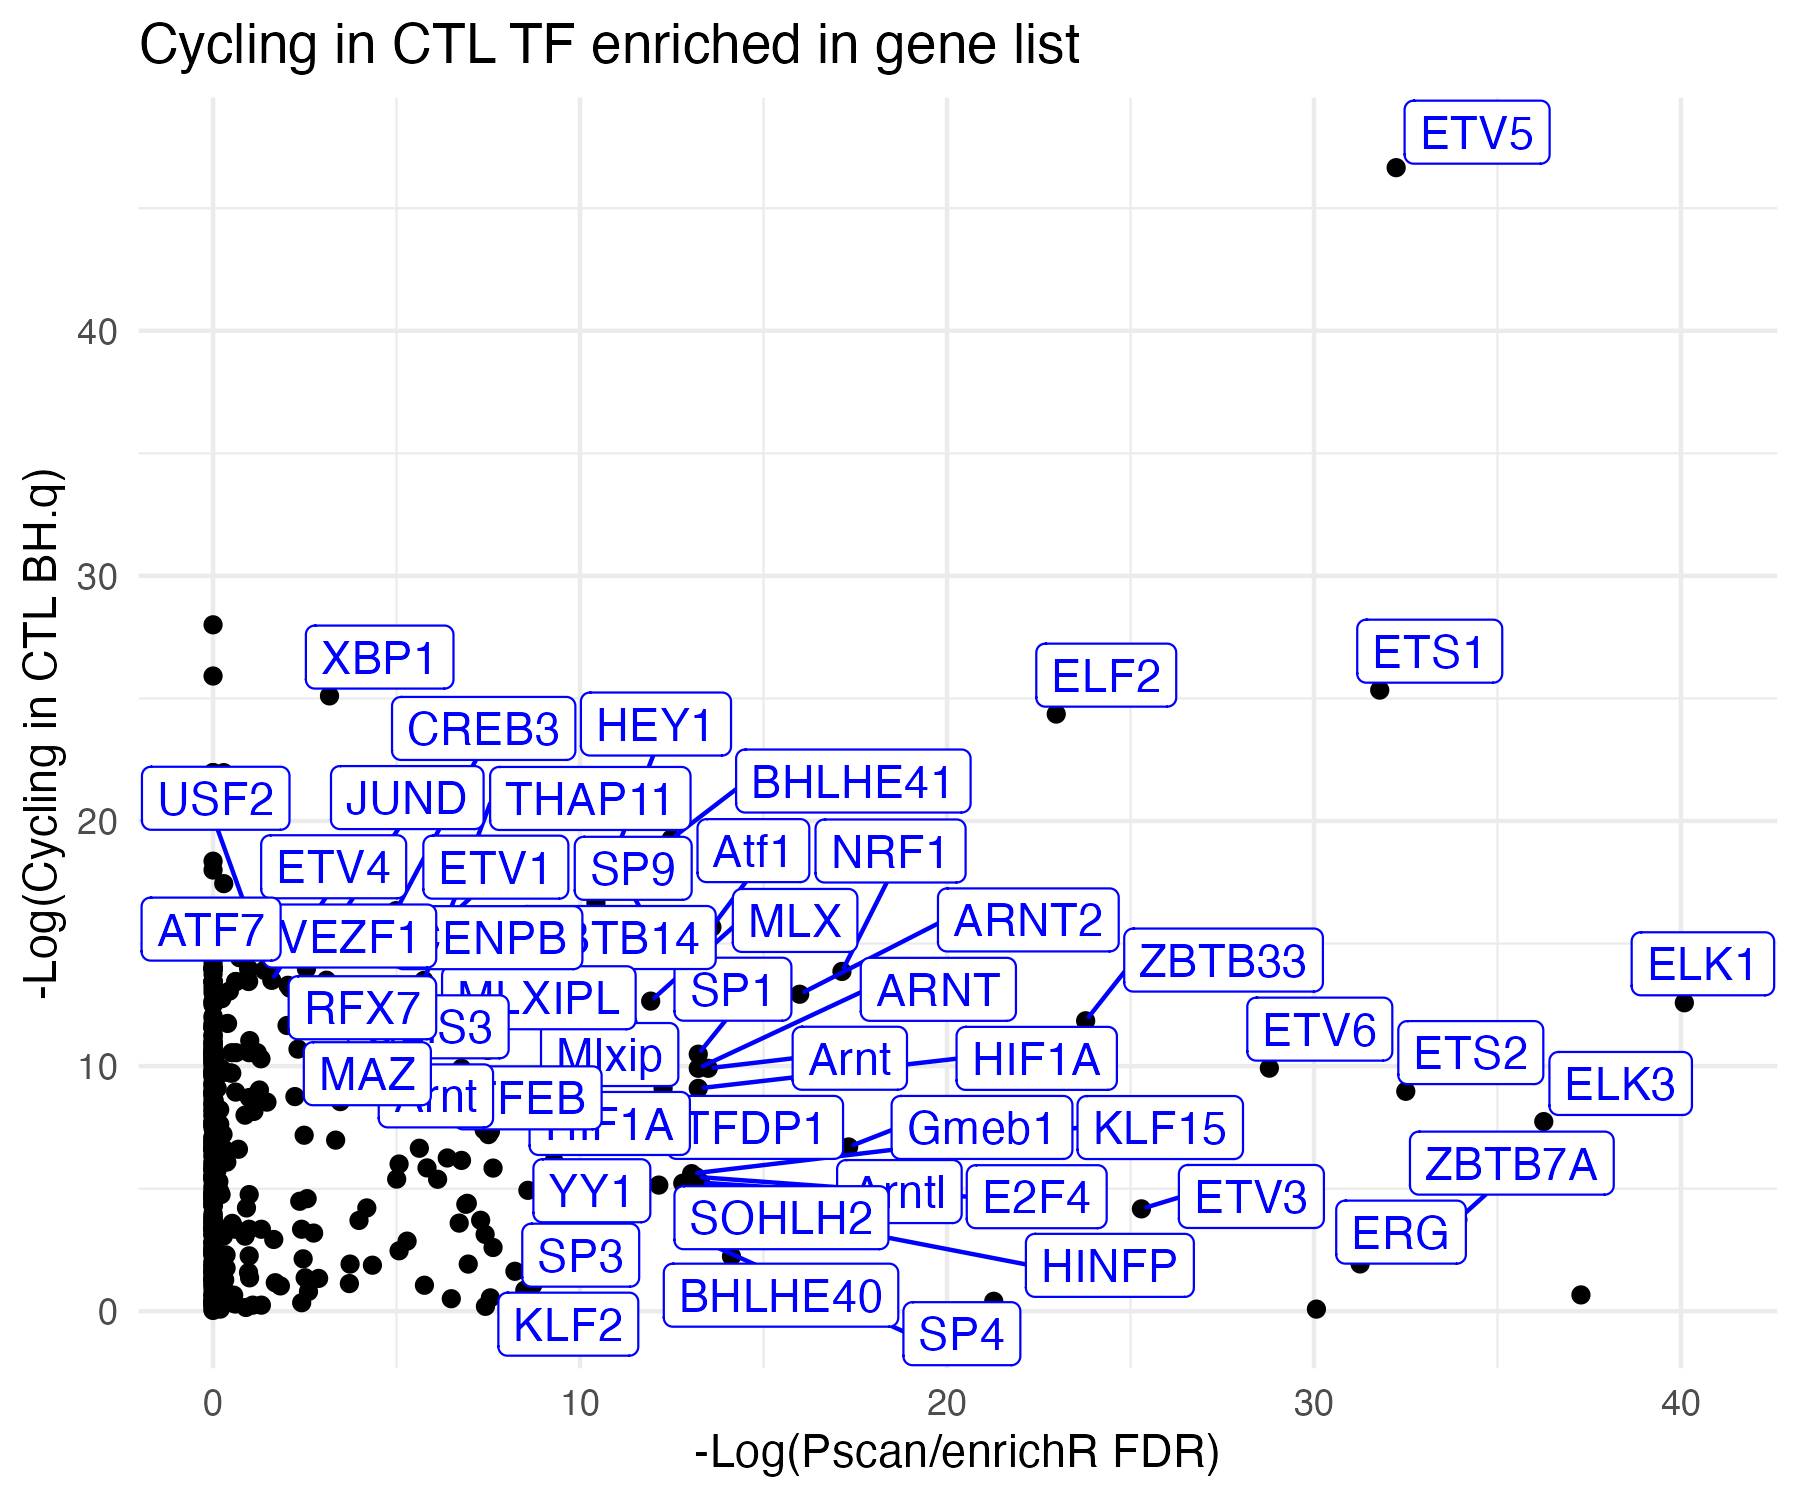 Cycling in CTL TF enriched in gene list
-Log(Cycling in CTL BH.q)
40
30
20
10
0
ETV5
XBP1
ETS1
ELF2
CREB3
HEY1
BHLHE41
USF2
JUND
THAP11
Atf1
NRF1
ETV4
ETV1
SP9
MLX
ARNT2
ATF7
VEZF1
ENPB
TB14
ZBTB33
ELK1
SP1
ARNT
RFX7
MLXIPL
S3
ETV6
ETS2
Mlxip
Arnt
HIF1A
MAZ
ELK3
Arnt
FEB
HIF1A
TFDP1
Gmeb1
KLF15
ZBTB7A
YY1
Arntl
E2F4
ETV3
SOHLH2
ERG
SP3
HINFP
BHLHE40
KLF2
SP4
0
10
20
30
40
-Log(Pscan/enrichR FDR)